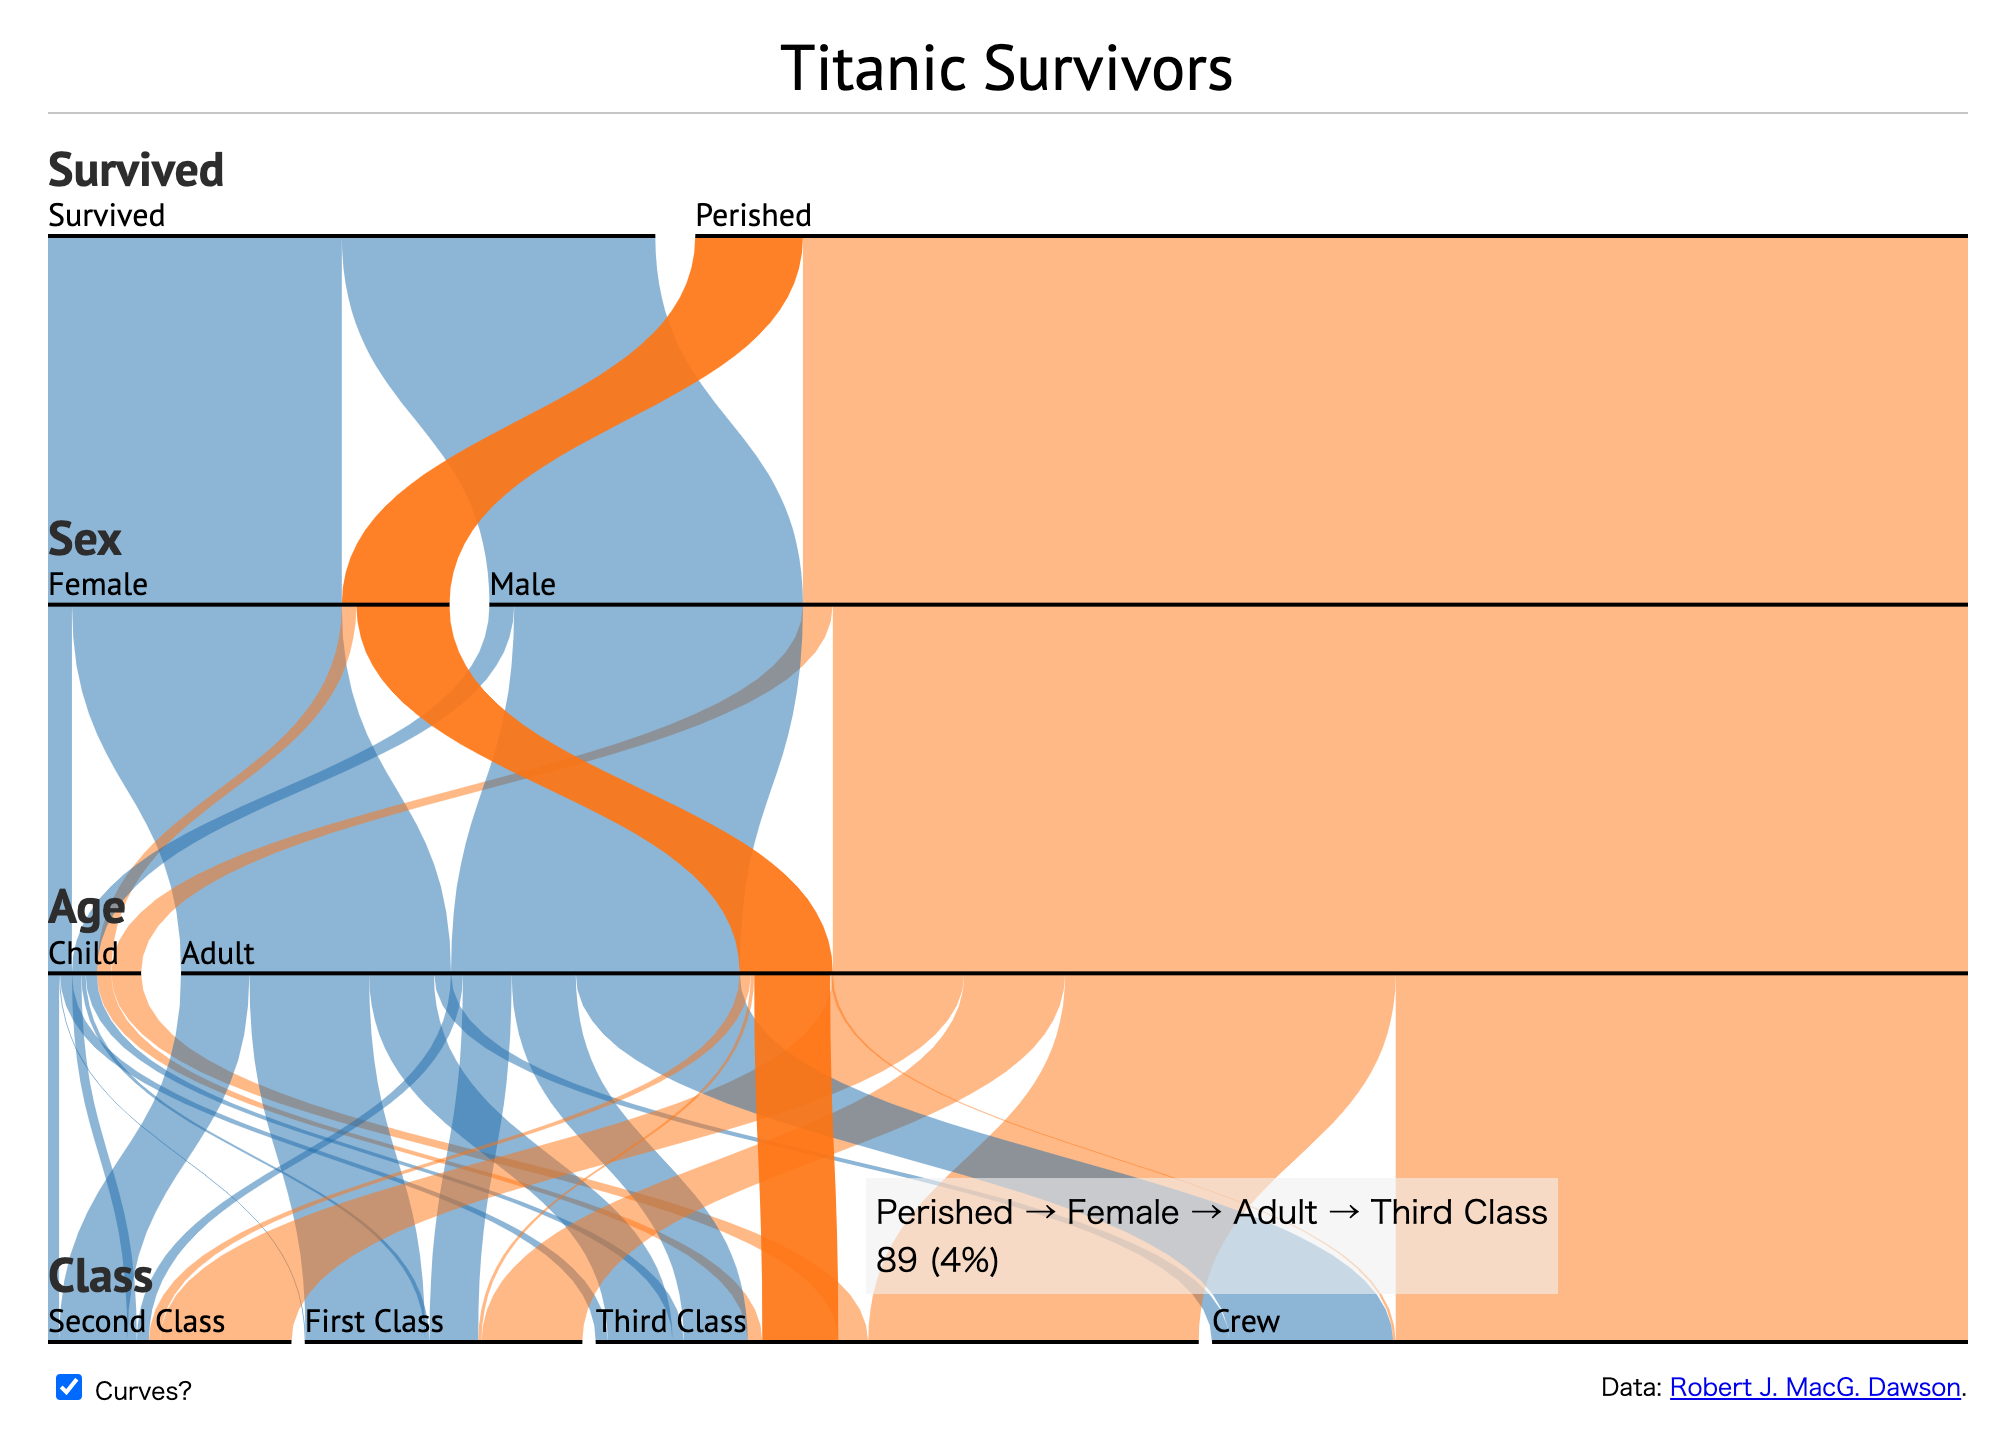 Titanic Survivors
Survived
Survived Perished
Sex
Female Male
Age
Child Adult
Perished → Female → Adult → Third Class
89 (4%)
Class
Second Class First Class Third Class Crew
Curves? Data: Robert J. MacG. Dawson.